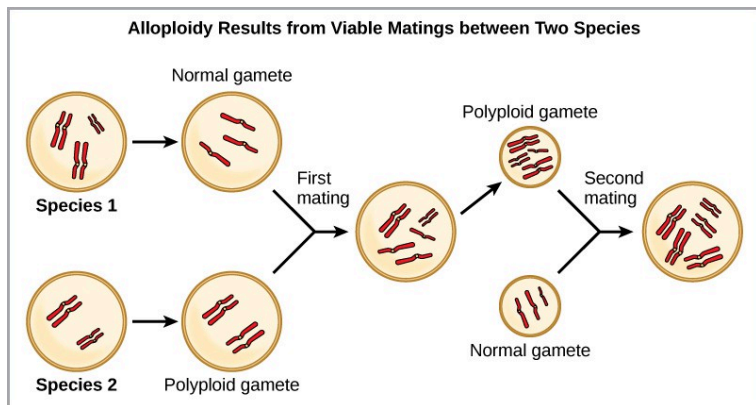 Alloploidy Results from Viable Matings between Two Species
Normal gamete
Species 1
First
mating
Polyploid gamete
Second
mating
Species 2
Polyploid gamete
Normal gamete